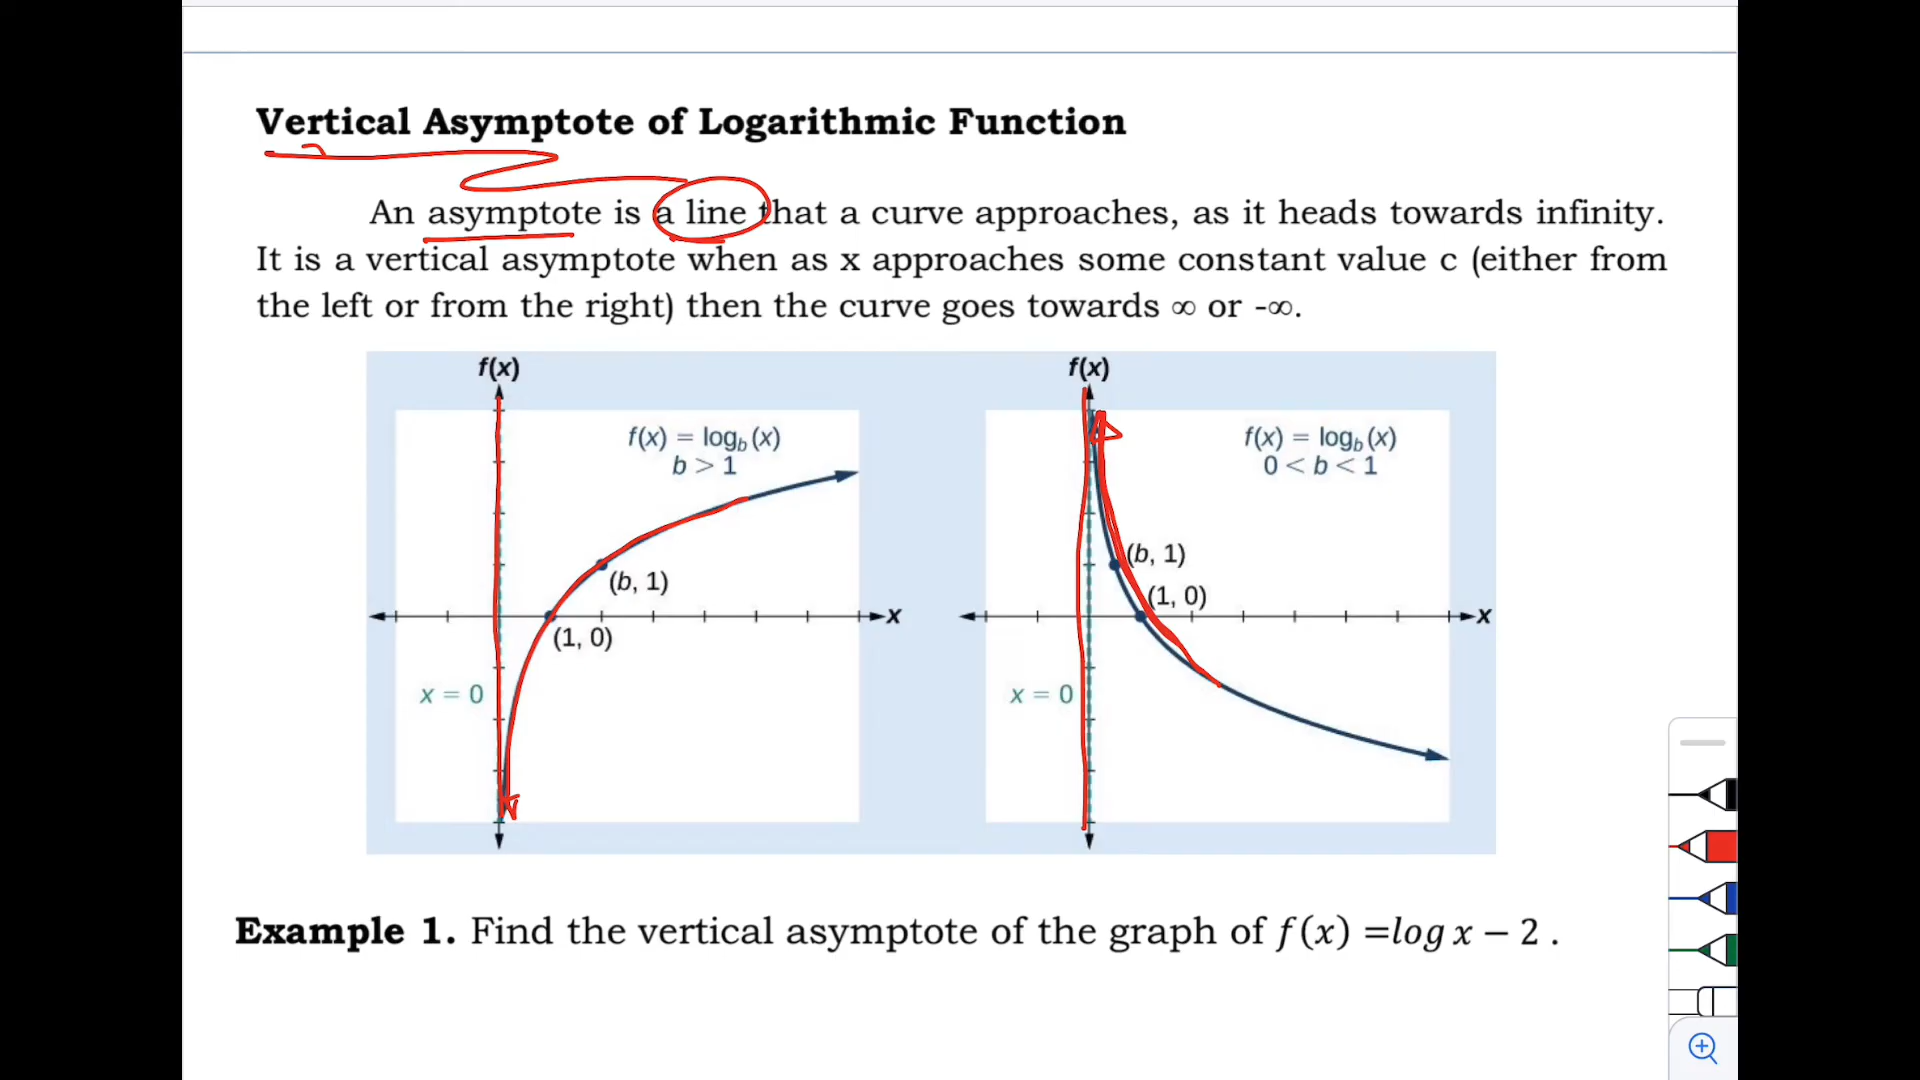 Vertical Asymptote of Logarithmic Function
An asymptote is a line that a curve approaches, as it heads towards infinity.
It is a vertical asymptote when as x approaches some constant value c (either from
the left or from the right) then the curve goes towards ∞ or -∞.
f(x)
f(x) = log_b (x)
b > 1
(b, 1)
x
(1, 0)
x = 0
f(x)
f(x) = log_b (x)
0 < b < 1
(b, 1)
(1, 0)
x
x = 0
Example 1. Find the vertical asymptote of the graph of f(x) =log x − 2 .